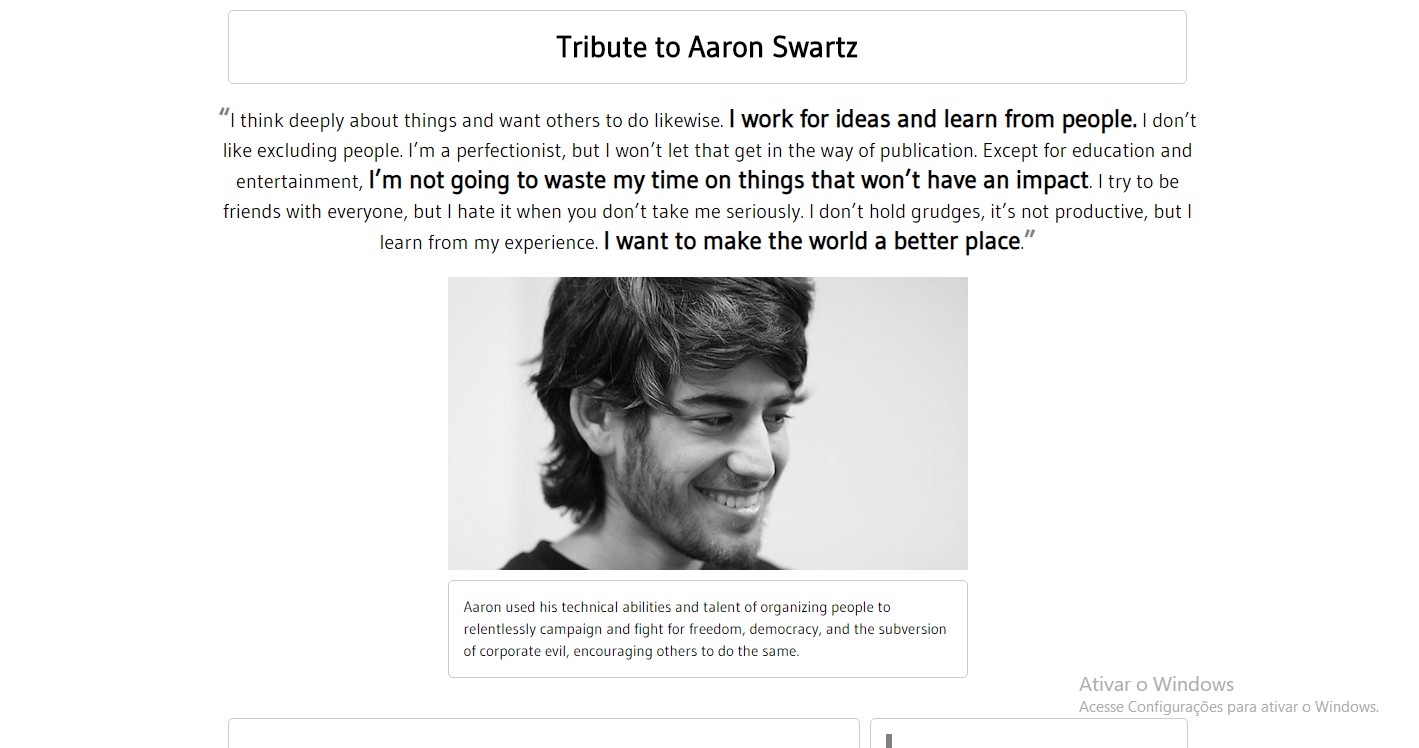 Tribute to Aaron Swartz
“I think deeply about things and want others to do likewise. I work for ideas and learn from people. I don’t
like excluding people. I’m a perfectionist, but I won’t let that get in the way of publication. Except for education and
entertainment, I’m not going to waste my time on things that won’t have an impact. I try to be
friends with everyone, but I hate it when you don’t take me seriously. I don’t hold grudges, it’s not productive, but I
learn from my experience. I want to make the world a better place.”
Aaron used his technical abilities and talent of organizing people to
relentlessly campaign and fight for freedom, democracy, and the subversion
of corporate evil, encouraging others to do the same.
Ativar o Windows
Acesse Configurações para ativar o Windows.